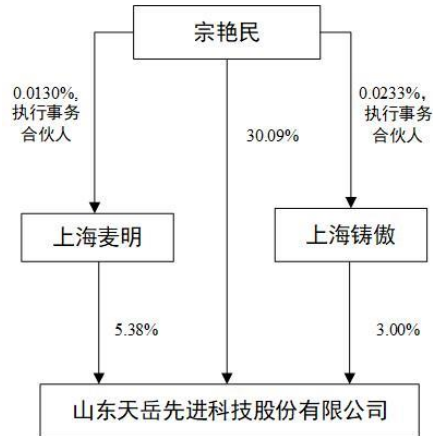 宗艳民
0.0130%,
执行事务
合伙人
30.09%
0.0233%，
执行事务
合伙人
上海麦明
上海铸傲
5.38%
3.00%
山东天岳先进科技股份有限公司